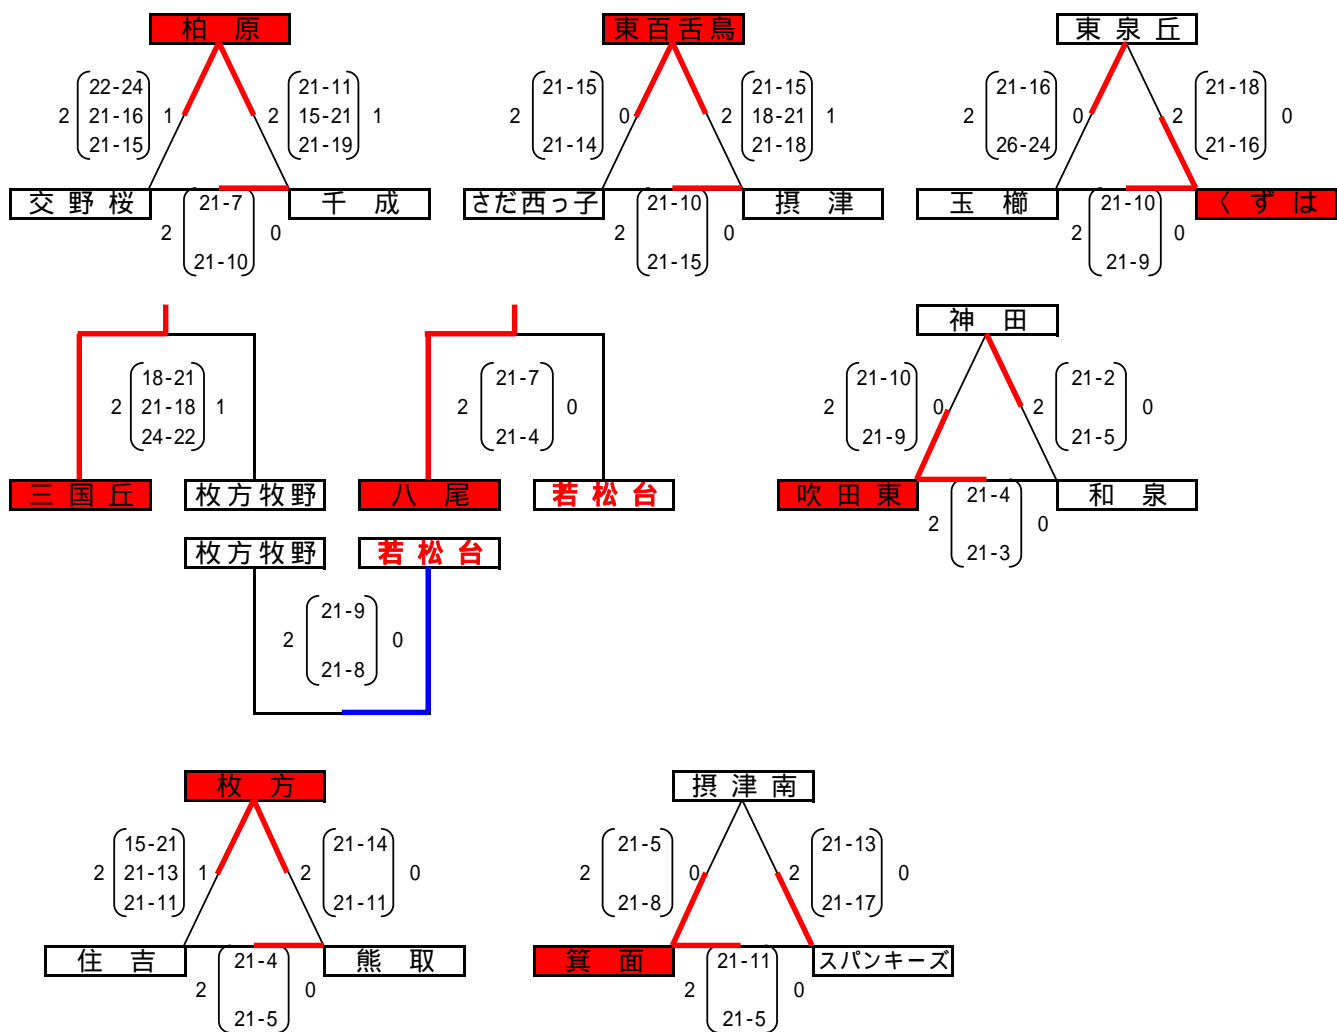 柏原
東百舌鳥
東泉丘
2 22-24 21-16 21-15 1
2 21-11 15-21 21-19 1
2 21-15 21-14 0
2 21-15 18-21 21-18 1
2 21-16 26-24 0
2 21-18 21-16 0
交野桜
千成
さだ西っ子
摂津
玉櫛
くずは
2 21-7 21-10 0
2 21-10 21-15 0
2 21-10 21-9 0
神田
2 18-21 21-18 24-22 1
2 21-7 21-4 0
2 21-10 21-9 0
2 21-2 21-5 0
三国丘
枚方牧野
八尾
若松台
吹田東
和泉
2 21-4 21-3 0
枚方牧野
若松台
2 21-9 21-8 0
枚方
摂津南
2 15-21 21-13 21-11 1
2 21-14 21-11 0
2 21-5 21-8 0
2 21-13 21-17 0
住吉
熊取
箕面
スパンキーズ
2 21-4 21-5 0
2 21-11 21-5 0